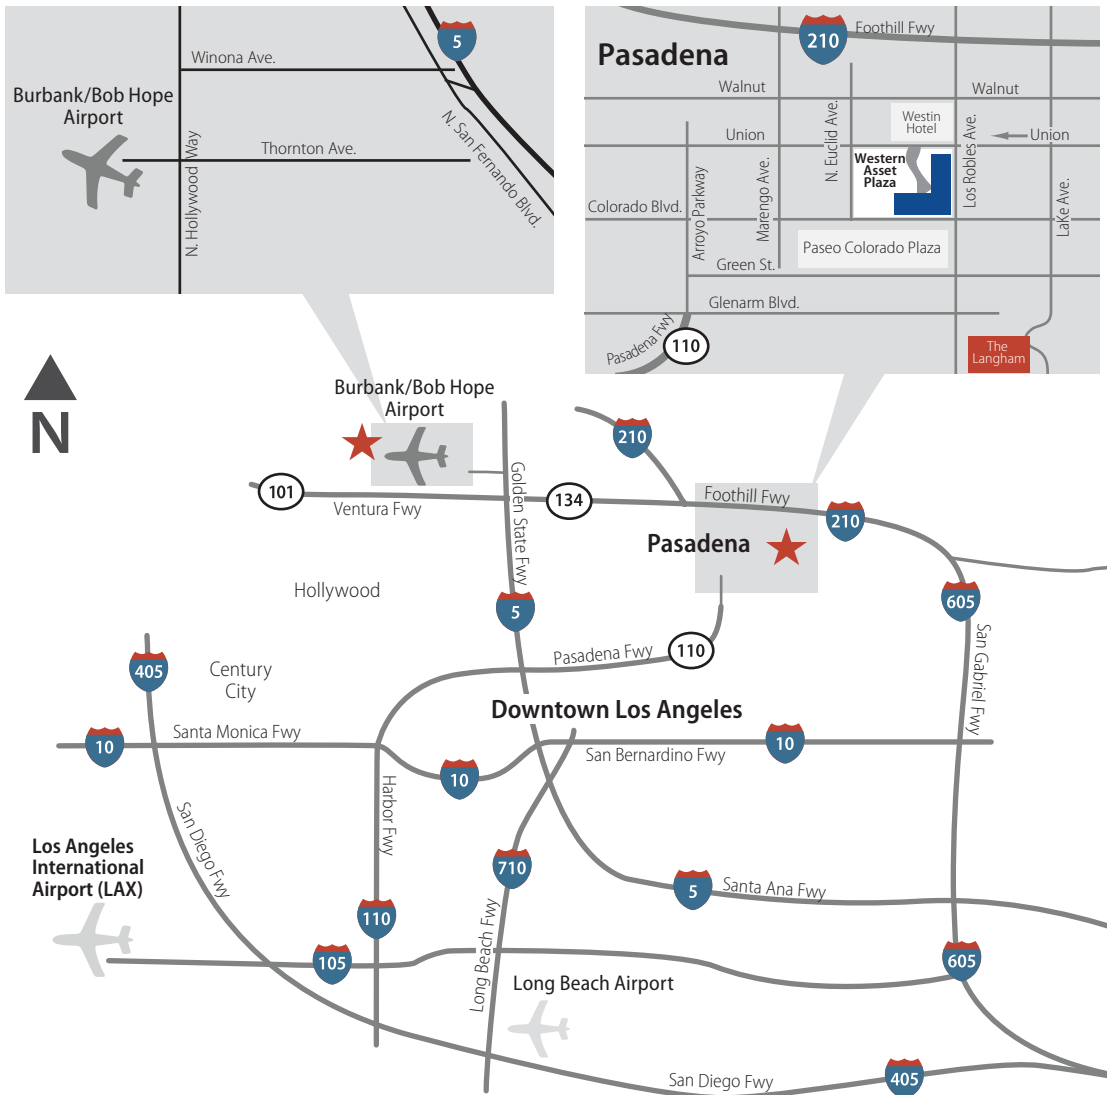 5
Winona Ave.
Burbank/Bob Hope
Airport
N. San Fernando Blvd.
Thornton Ave.
N. Hollywood Way
210
Foothill Fwy
Pasadena
Walnut
Walnut
Westin
Hotel
N. Euclid Ave.
Los Robles Ave.
Union
Union
Western
Asset
Plaza
Arroyo Parkway
Marengo Ave.
Lake Ave.
Colorado Blvd.
Paseo Colorado Plaza
Green St.
Glenarm Blvd.
Pasadena Fwy
110
The
Langham
N
Burbank/Bob Hope
Airport
210
101
Ventura Fwy
Golden State Fwy
134
Foothill Fwy
210
Pasadena
Hollywood
5
605
San Gabriel Fwy
110
Pasadena Fwy
405
Century
City
Downtown Los Angeles
Santa Monica Fwy
10
10
San Bernardino Fwy
10
Harbor Fwy
San Diego Fwy
Los Angeles
International
Airport (LAX)
710
5
Santa Ana Fwy
110
Long Beach Fwy
105
605
Long Beach Airport
San Diego Fwy
405